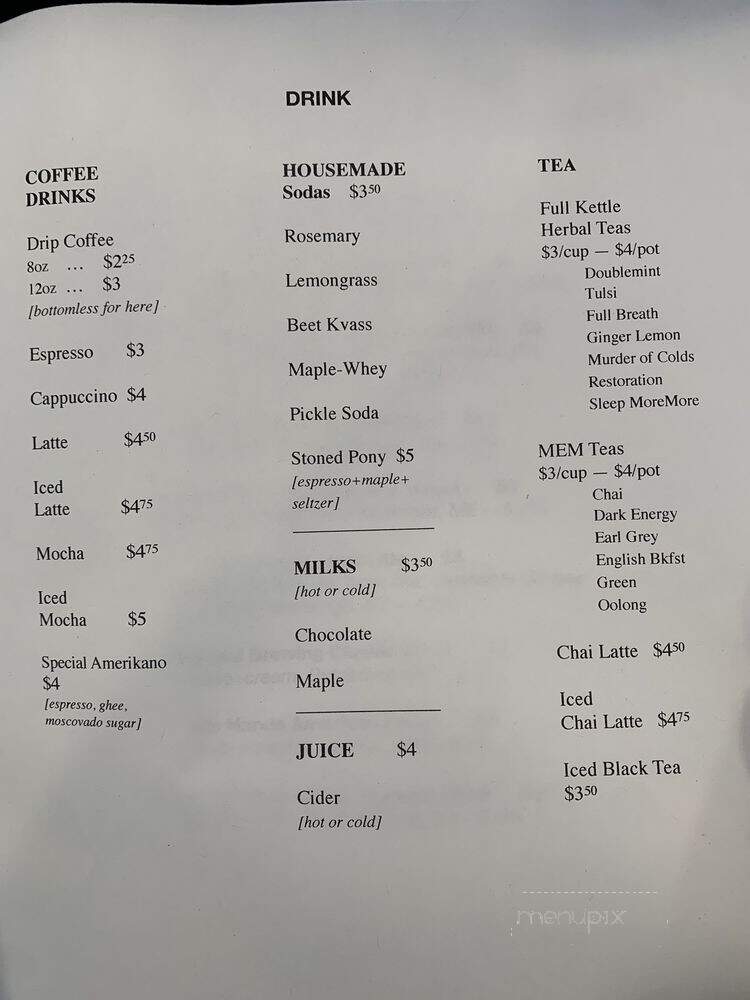 DRINK
COFFEE
DRINKS
Drip Coffee
8oz ... $2.25
12oz ... $3
[bottomless for here]
Espresso $3
Cappuccino $4
Latte $4.50
Iced
Latte $4.75
Mocha $4.75
Iced
Mocha $5
Special Amerikano
$4
[espresso, ghee,
moscovado sugar]
HOUSEMADE
Sodas $3.50
Rosemary
Lemongrass
Beet Kvass
Maple-Whey
Pickle Soda
Stoned Pony $5
[espresso+maple+
seltzer]
MILKS $3.50
[hot or cold]
Chocolate
Maple
JUICE $4
Cider
[hot or cold]
TEA
Full Kettle
Herbal Teas
$3/cup — $4/pot
Doublemint
Tulsi
Full Breath
Ginger Lemon
Murder of Colds
Restoration
Sleep MoreMore
MEM Teas
$3/cup — $4/pot
Chai
Dark Energy
Earl Grey
English Bkfst
Green
Oolong
Chai Latte $4.50
Iced
Chai Latte $4.75
Iced Black Tea
$3.50
menupix